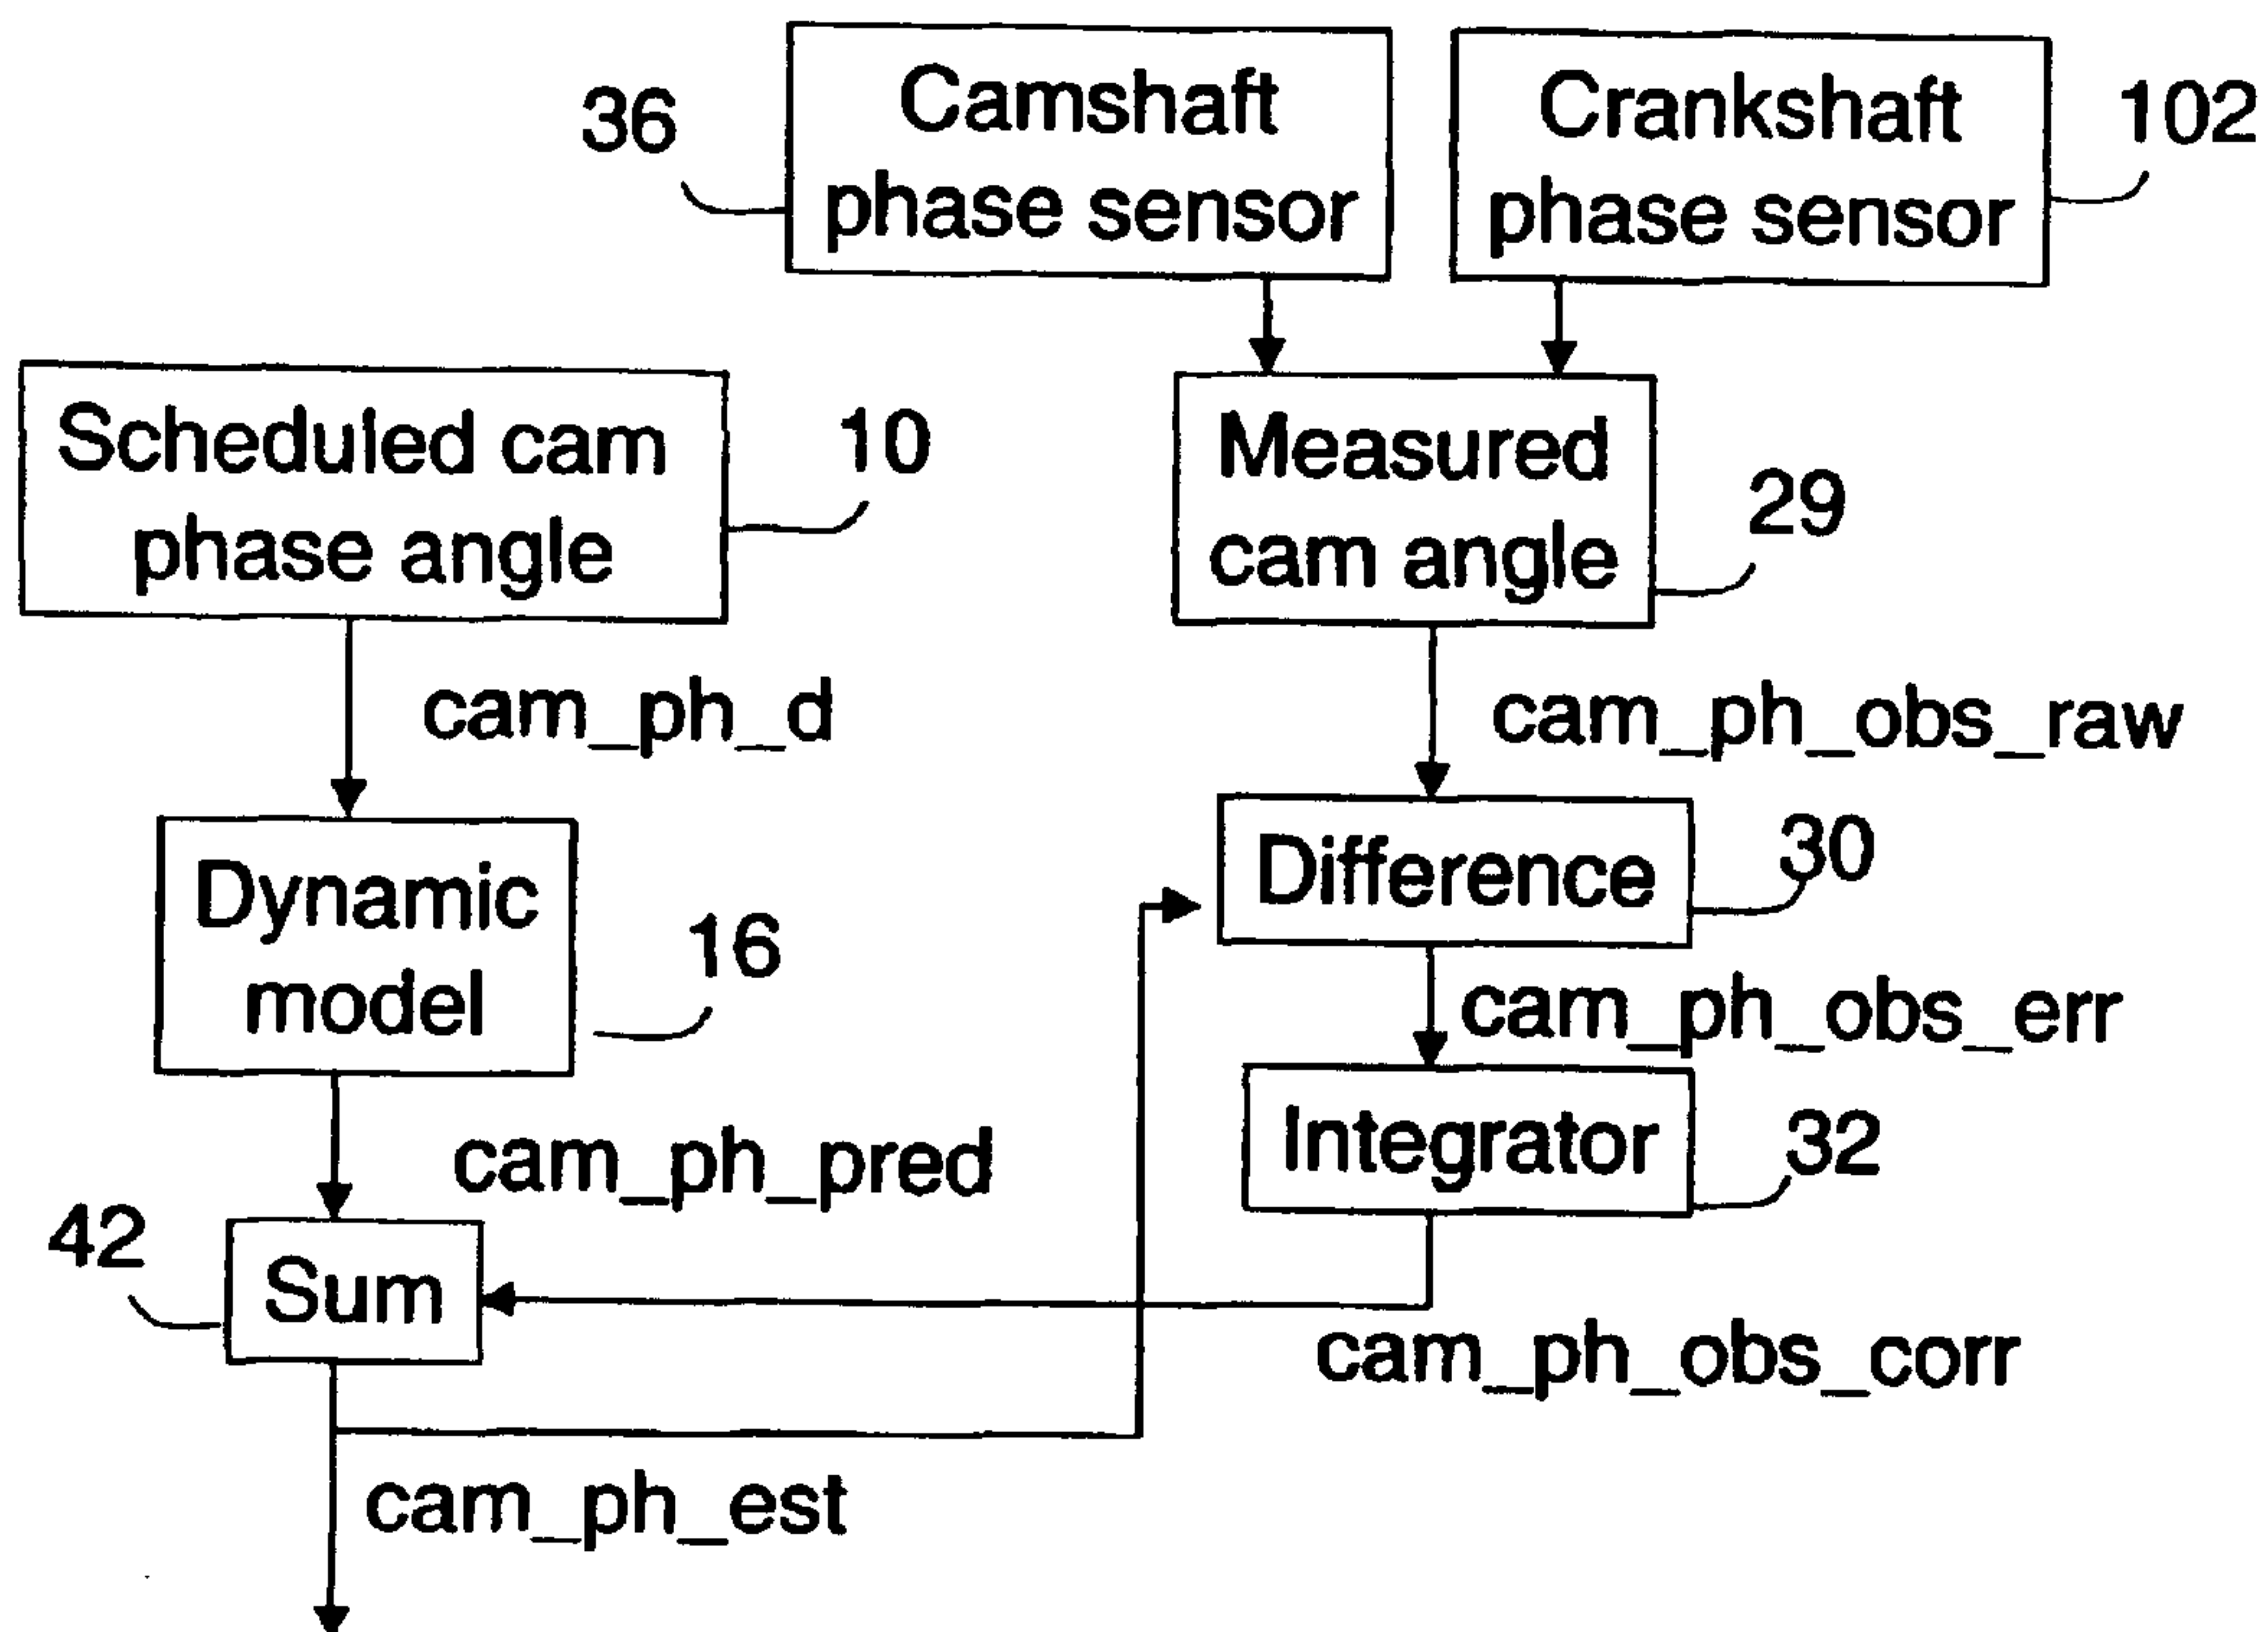 Camshaft
phase sensor
36
Crankshaft
phase sensor
102
Scheduled cam
phase angle
10
Measured
cam angle
29
cam_ph_d
cam_ph_obs_raw
Dynamic
model
16
Difference
30
cam_ph_obs_err
Integrator
32
cam_ph_pred
42
Sum
cam_ph_obs_corr
cam_ph_est